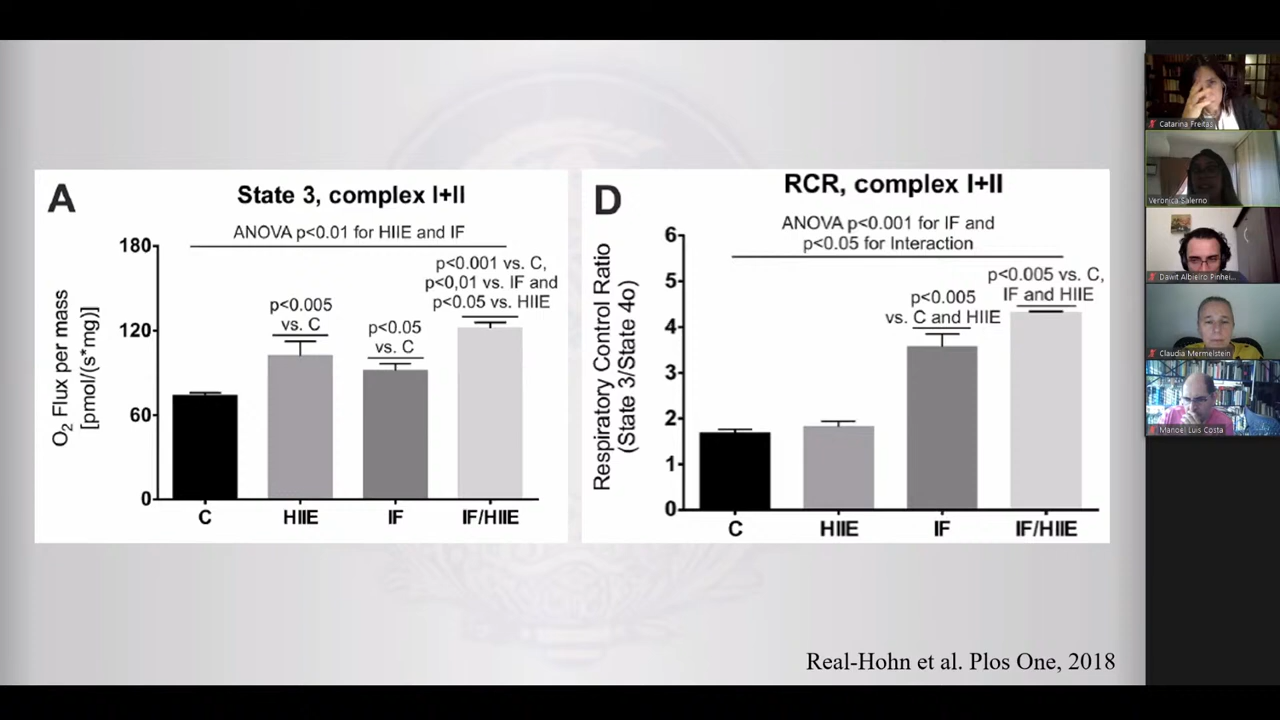 A
State 3, complex I+II
ANOVA p<0.01 for HIIE and IF
p<0.001 vs. C,
p<0,01 vs. IF and
p<0.05 vs. HIIE
p<0.005
vs. C
p<0.05
vs. C
180
120
60
0
O2 Flux per mass
[pmol/(s*mg)]
C
HIIE
IF
IF/HIIE
D
RCR, complex I+II
ANOVA p<0.001 for IF and
p<0.05 for Interaction
p<0.005 vs. C,
IF and HIIE
p<0.005
vs. C and HIIE
6
5
4
3
2
1
0
Respiratory Control Ratio
(State 3/State 4o)
C
HIIE
IF
IF/HIIE
Real-Hohn et al. Plos One, 2018
Catarina Freitas
Veronica Salerno
Dawit Albieiro Pinhei...
Claudia Mermelstein
Manoel Luis Costa